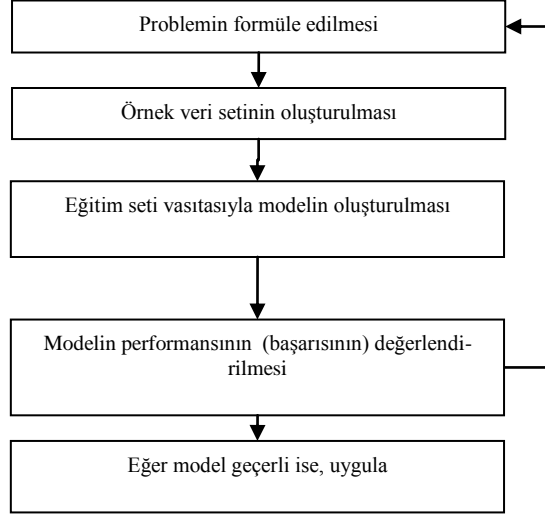 Problemin formüle edilmesi
Örnek veri setinin oluşturulması
Eğitim seti vasıtasıyla modelin oluşturulması
Modelin performansının  (başarısının) değerlendi-
rilmesi
Eğer model geçerli ise, uygula